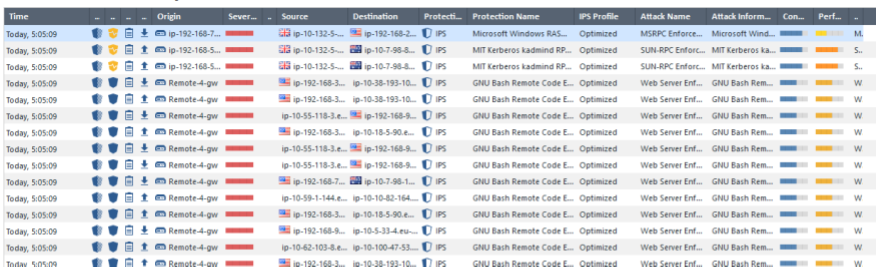 Time .. .. .. .. Origin Sever... .. Source Destination Protecti... Protection Name IPS Profile Attack Name Attack Inform... Con... Perf... ..
Today, 5:05:09 ip-192-168-7... ip-10-132-5-... ip-192-168-2... IPS Microsoft Windows RAS... Optimized MSRPC Enforce... Microsoft Wind... M.
Today, 5:05:09 ip-192-168-5... ip-10-132-5-... ip-10-7-98-8... IPS MIT Kerberos kadmind RP... Optimized SUN-RPC Enforc... MIT Kerberos ka... S..
Today, 5:05:09 ip-192-168-5... ip-10-132-5-... ip-10-7-98-8... IPS MIT Kerberos kadmind RP... Optimized SUN-RPC Enforc... MIT Kerberos ka... S..
Today, 5:05:09 Remote-4-gw ip-192-168-3... ip-10-38-193-10... IPS GNU Bash Remote Code E... Optimized Web Server Enf... GNU Bash Rem... W
Today, 5:05:09 Remote-4-gw ip-192-168-3... ip-10-38-193-10... IPS GNU Bash Remote Code E... Optimized Web Server Enf... GNU Bash Rem... W
Today, 5:05:09 Remote-4-gw ip-10-55-118-3.e... ip-192-168-9... IPS GNU Bash Remote Code E... Optimized Web Server Enf... GNU Bash Rem... W
Today, 5:05:09 Remote-4-gw ip-192-168-3... ip-10-18-5-90.e... IPS GNU Bash Remote Code E... Optimized Web Server Enf... GNU Bash Rem... W
Today, 5:05:09 Remote-4-gw ip-10-55-118-3.e... ip-192-168-9... IPS GNU Bash Remote Code E... Optimized Web Server Enf... GNU Bash Rem... W
Today, 5:05:09 Remote-4-gw ip-10-55-118-3.e... ip-192-168-9... IPS GNU Bash Remote Code E... Optimized Web Server Enf... GNU Bash Rem... W
Today, 5:05:09 Remote-4-gw ip-192-168-7... ip-10-7-98-1... IPS GNU Bash Remote Code E... Optimized Web Server Enf... GNU Bash Rem... W
Today, 5:05:09 Remote-4-gw ip-10-59-1-144.e... ip-10-10-82-164.... IPS GNU Bash Remote Code E... Optimized Web Server Enf... GNU Bash Rem... W
Today, 5:05:09 Remote-4-gw ip-192-168-3... ip-10-18-5-90.e... IPS GNU Bash Remote Code E... Optimized Web Server Enf... GNU Bash Rem... W
Today, 5:05:09 Remote-4-gw ip-192-168-9... ip-10-5-33-4.eu-... IPS GNU Bash Remote Code E... Optimized Web Server Enf... GNU Bash Rem... W
Today, 5:05:09 Remote-4-gw ip-10-62-103-8.e... ip-10-100-47-53.... IPS GNU Bash Remote Code E... Optimized Web Server Enf... GNU Bash Rem... W
Today, 5:05:09 Remote-4-gw ip-192-168-3... ip-10-38-193-10... IPS GNU Bash Remote Code E... Optimized Web Server Enf... GNU Bash Rem... W